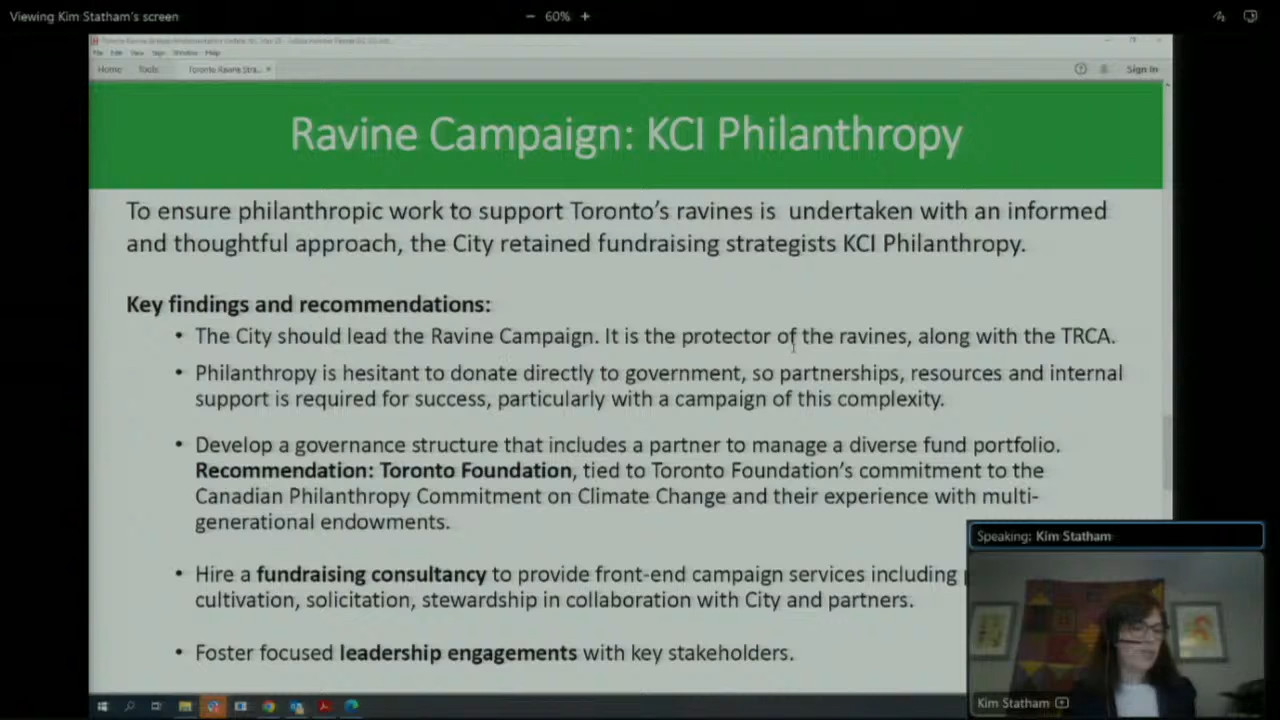 Viewing Kim Statham's screen
60%
Home Tools Toronto Ravine Stra...
Sign In
Ravine Campaign: KCI Philanthropy
To ensure philanthropic work to support Toronto's ravines is undertaken with an informed
and thoughtful approach, the City retained fundraising strategists KCI Philanthropy.
Key findings and recommendations:
• The City should lead the Ravine Campaign. It is the protector of the ravines, along with the TRCA.
• Philanthropy is hesitant to donate directly to government, so partnerships, resources and internal
support is required for success, particularly with a campaign of this complexity.
• Develop a governance structure that includes a partner to manage a diverse fund portfolio.
Recommendation: Toronto Foundation, tied to Toronto Foundation's commitment to the
Canadian Philanthropy Commitment on Climate Change and their experience with multi-
generational endowments.
• Hire a fundraising consultancy to provide front-end campaign services including
cultivation, solicitation, stewardship in collaboration with City and partners.
• Foster focused leadership engagements with key stakeholders.
Speaking: Kim Statham
Kim Statham